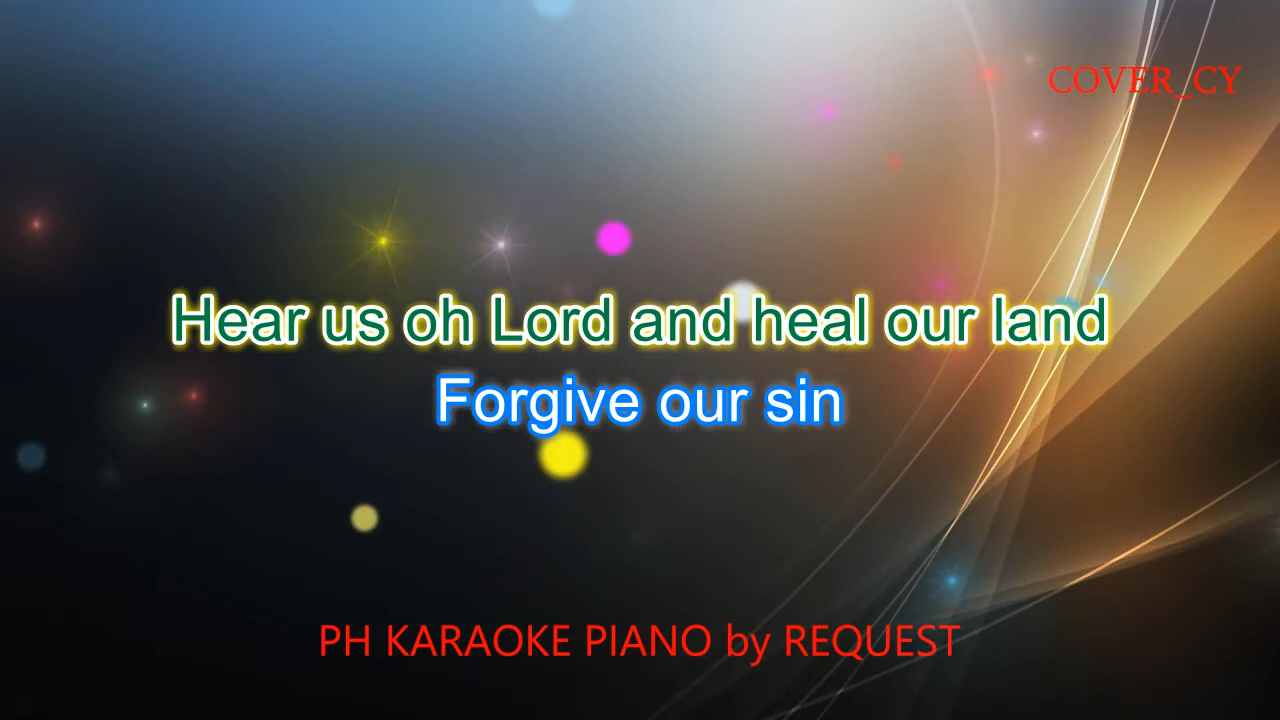 COVER_CY
Hear us oh Lord and heal our land
Forgive our sin
PH KARAOKE PIANO by REQUEST